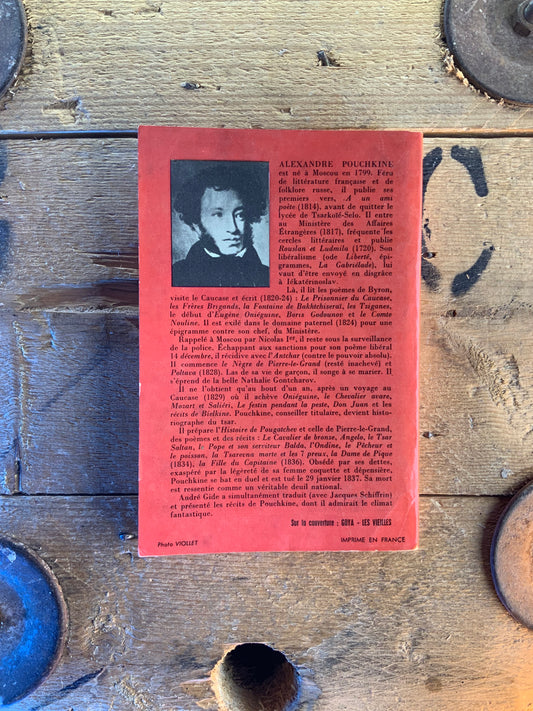 ALEXANDRE POUCHKINE
est né à Moscou en 1799. Féru
de littérature française et de
folklore russe, il publie ses
premiers vers, A un ami
poète (1814), avant de quitter le
lycée de Tsarkoïé-Selo. Il entre
au Ministère des Affaires
Étrangères (1817), fréquente les
cercles littéraires et publie
Rouslan et Ludmila (1720). Son
libéralisme (ode Liberté, épi-
grammes, La Gabriélade), lui
vaut d'être envoyé en disgrâce
à Iékatérinoslav.
Là, il lit les poèmes de Byron,
visite le Caucase et écrit (1820-24) : Le Prisonnier du Caucase,
les Frères Brigands, la Fontaine de Bakhtchiseraï, les Tsiganes,
le début d'Eugène Oniéguine, Boris Godounov et le Comte
Nouline. Il est exilé dans le domaine paternel (1824) pour une
épigramme contre son chef, du Ministère.
Rappelé à Moscou par Nicolas Ier, il reste sous la surveillance
de la police. Échappant aux sanctions pour son poème libéral
14 décembre, il récidive avec l'Antchar (contre le pouvoir absolu).
Il commence le Nègre de Pierre-le-Grand (resté inachevé) et
Poltava (1828). Las de sa vie de garçon, il songe à se marier. Il
s'éprend de la belle Nathalie Gontcharov.
Il ne l'obtient qu'au bout d'un an, après un voyage au
Caucase (1829) où il achève Oniéguine, le Chevalier avare,
Mozart et Saliéri, Le festin pendant la peste, Don Juan et les
récits de Bielkine. Pouchkine, conseiller titulaire, devient histo-
riographe du tsar.
Il prépare l'Histoire de Pougatchev et celle de Pierre-le-Grand,
des poèmes et des récits : Le Cavalier de bronze, Angelo, le Tsar
Saltan, le Pope et son serviteur Balda, l'Ondine, le Pêcheur et
le poisson, la Tsarevna morte et les 7 preux, la Dame de Pique
(1834), la Fille du Capitaine (1836). Obsédé par ses dettes,
exaspéré par la légèreté de sa femme coquette et dépensière,
Pouchkine se bat en duel et est tué le 29 janvier 1837. Sa mort
est ressentie comme un véritable deuil national.
André Gide a simultanément traduit (avec Jacques Schiffrin)
et présenté les récits de Pouchkine, dont il admirait le climat
fantastique.
Sur la couverture : GOYA - LES VIEILLES
Photo VIOLLET
IMPRIME EN FRANCE